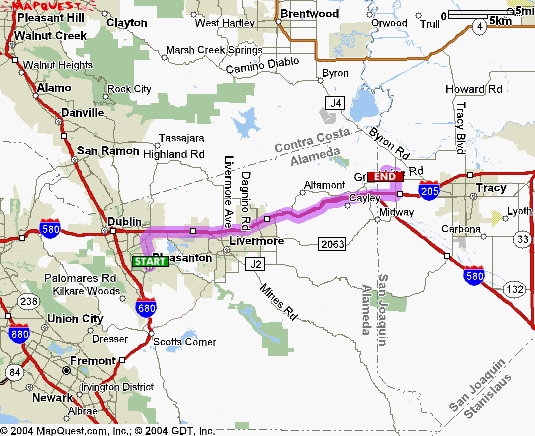 MAPQUEST
Brentwood
5mi
5km
Pleasant Hill
Clayton
West Hartley
Orwood
Trull
4
Walnut Creek
Marsh Creek Springs
Walnut Heights
Camino Diablo
Byron
Rock City
Howard Rd
Alamo
J4
Danville
Byron Rd
Tracy Blvd
Tassajara
Contra Costa
Alameda
San Ramon
Highland Rd
Livermore Ave
Dagnino Rd
Altamont
END
Rd
205
Tracy
Cayley
Dublin
580
Midway
Lyoth
Carbona
33
Livermore
2063
START
Pleasanton
J2
580
Palomares Rd
Kilkare Woods
Mines Rd
San Joaquin
Alameda
132
238
680
Union City
880
Dresser
Scotts Corner
Fremont
84
Irvington District
San Joaquin
Stanislaus
Newark
Albrae
© 2004 MapQuest.com, Inc.; © 2004 GDT, Inc.